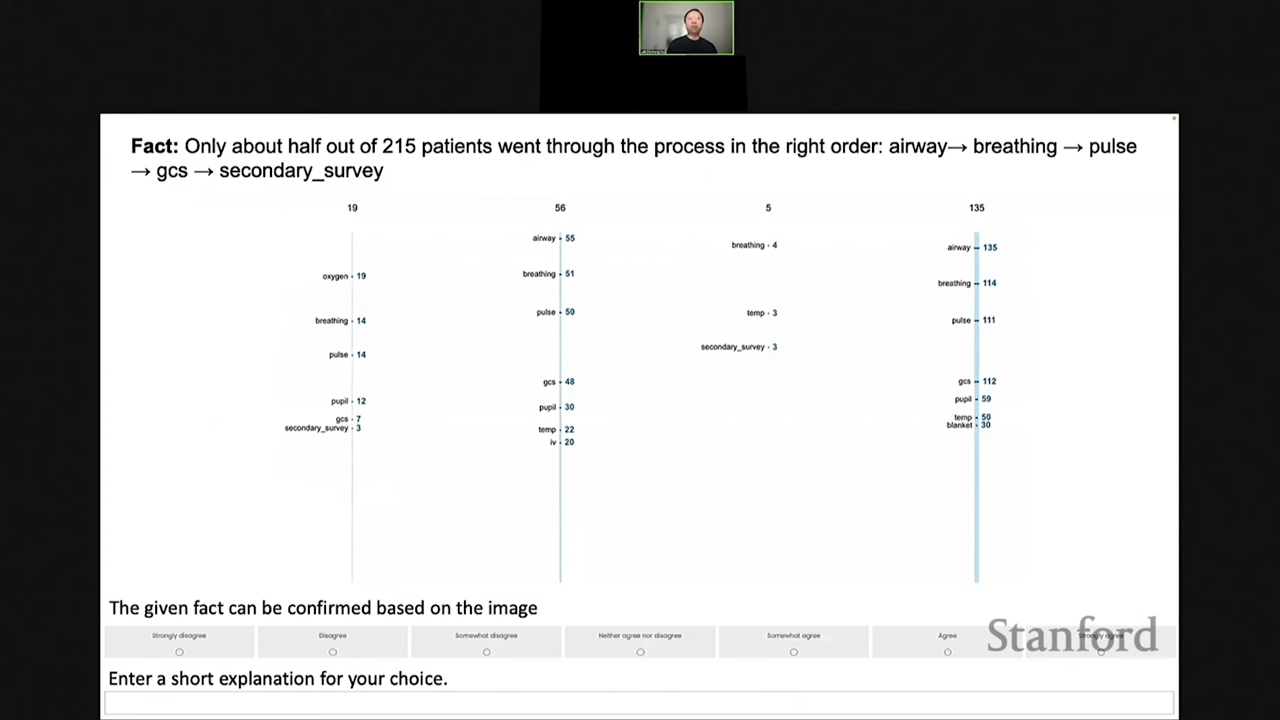 Fact: Only about half out of 215 patients went through the process in the right order: airway→ breathing → pulse
→ gcs → secondary_survey
19
56
5
135
oxygen 19
breathing 14
pulse 14
pupil 12
gcs 7
secondary_survey 3
airway 55
breathing 51
pulse 50
gcs 48
pupil 30
temp 22
iv 20
breathing 4
temp 3
secondary_survey 3
airway 135
breathing 114
pulse 111
gcs 112
pupil 59
temp 50
blanket 30
The given fact can be confirmed based on the image
Strongly disagree
Disagree
Somewhat disagree
Neither agree nor disagree
Somewhat agree
Agree
Strongly agree
Stanford
Enter a short explanation for your choice.